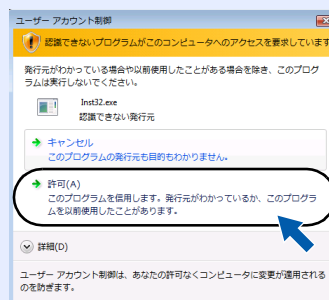 ユーザー アカウント制御
認識できないプログラムがこのコンピュータへのアクセスを要求しています
発行元がわかっている場合や以前使用したことがある場合を除き、このプログ
ラムは実行しないでください。
Inst32.exe
認識できない発行元
キャンセル
このプログラムの発行元も目的もわかりません。
許可(A)
このプログラムを信用します。発行元がわかっているか、このプログラ
ムを以前使用したことがあります。
詳細(D)
ユーザー アカウント制御は、あなたの許可なくコンピュータに変更が適用される
のを防ぎます。